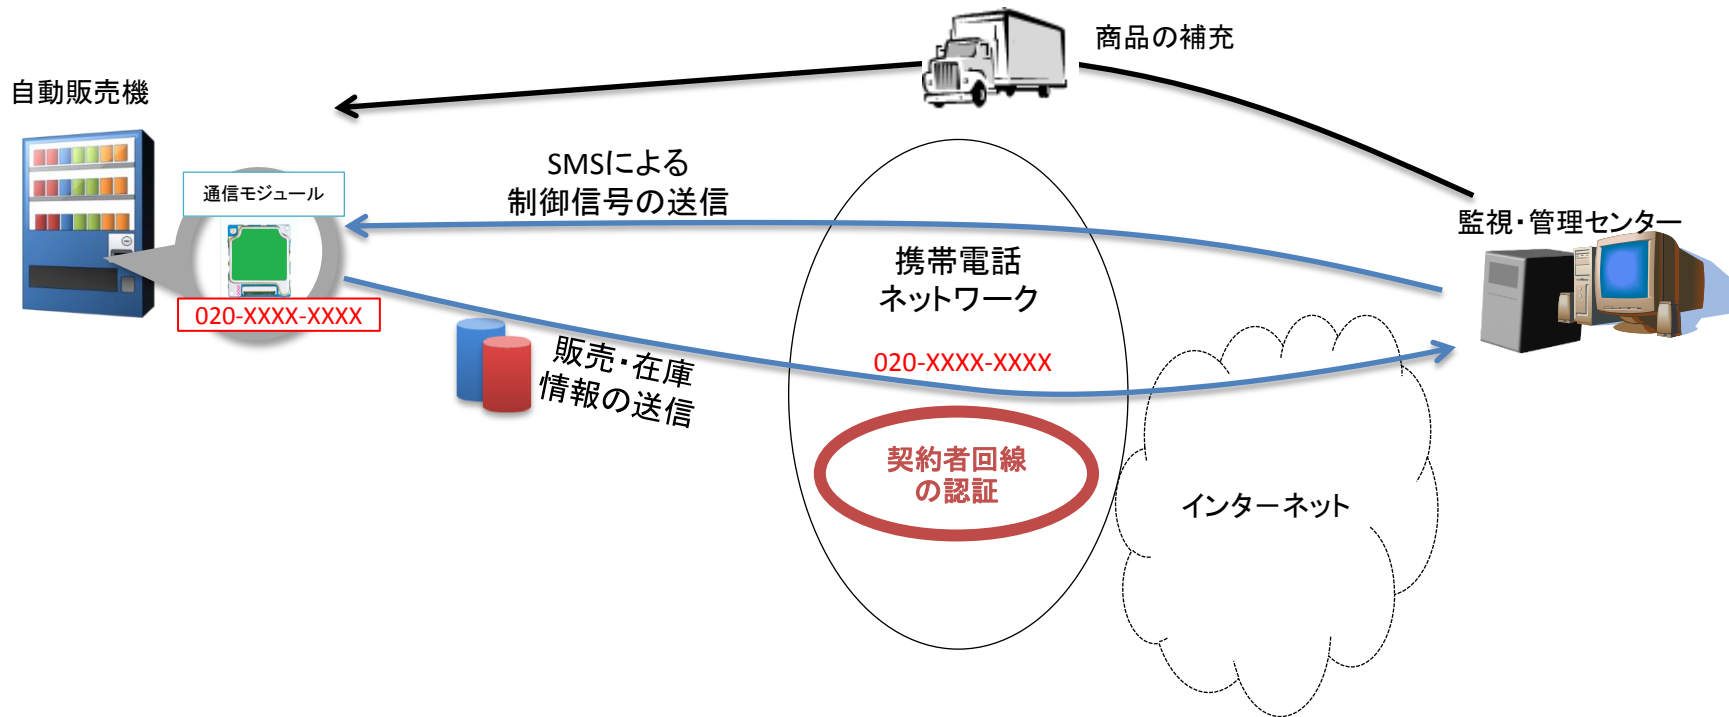 商品の補充
自動販売機
SMSによる
制御信号の送信
通信モジュール
監視・管理センター
携帯電話
ネットワーク
020-XXXX-XXXX
販売・在庫
情報の送信
020-XXXX-XXXX
契約者回線
の認証
インターネット